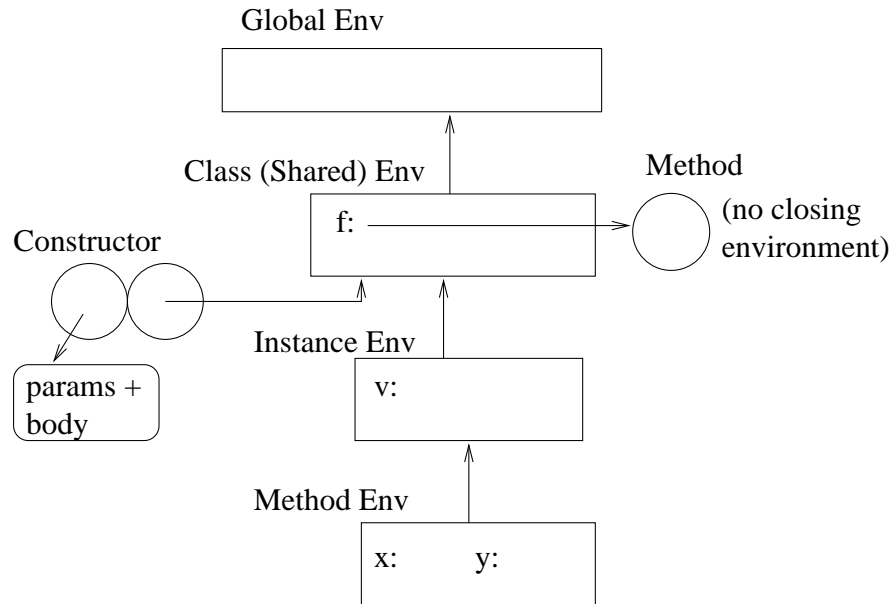 Global Env
Class (Shared) Env
Method
f:
(no closing
environment)
Constructor
Instance Env
params +
body
v:
Method Env
x: y: